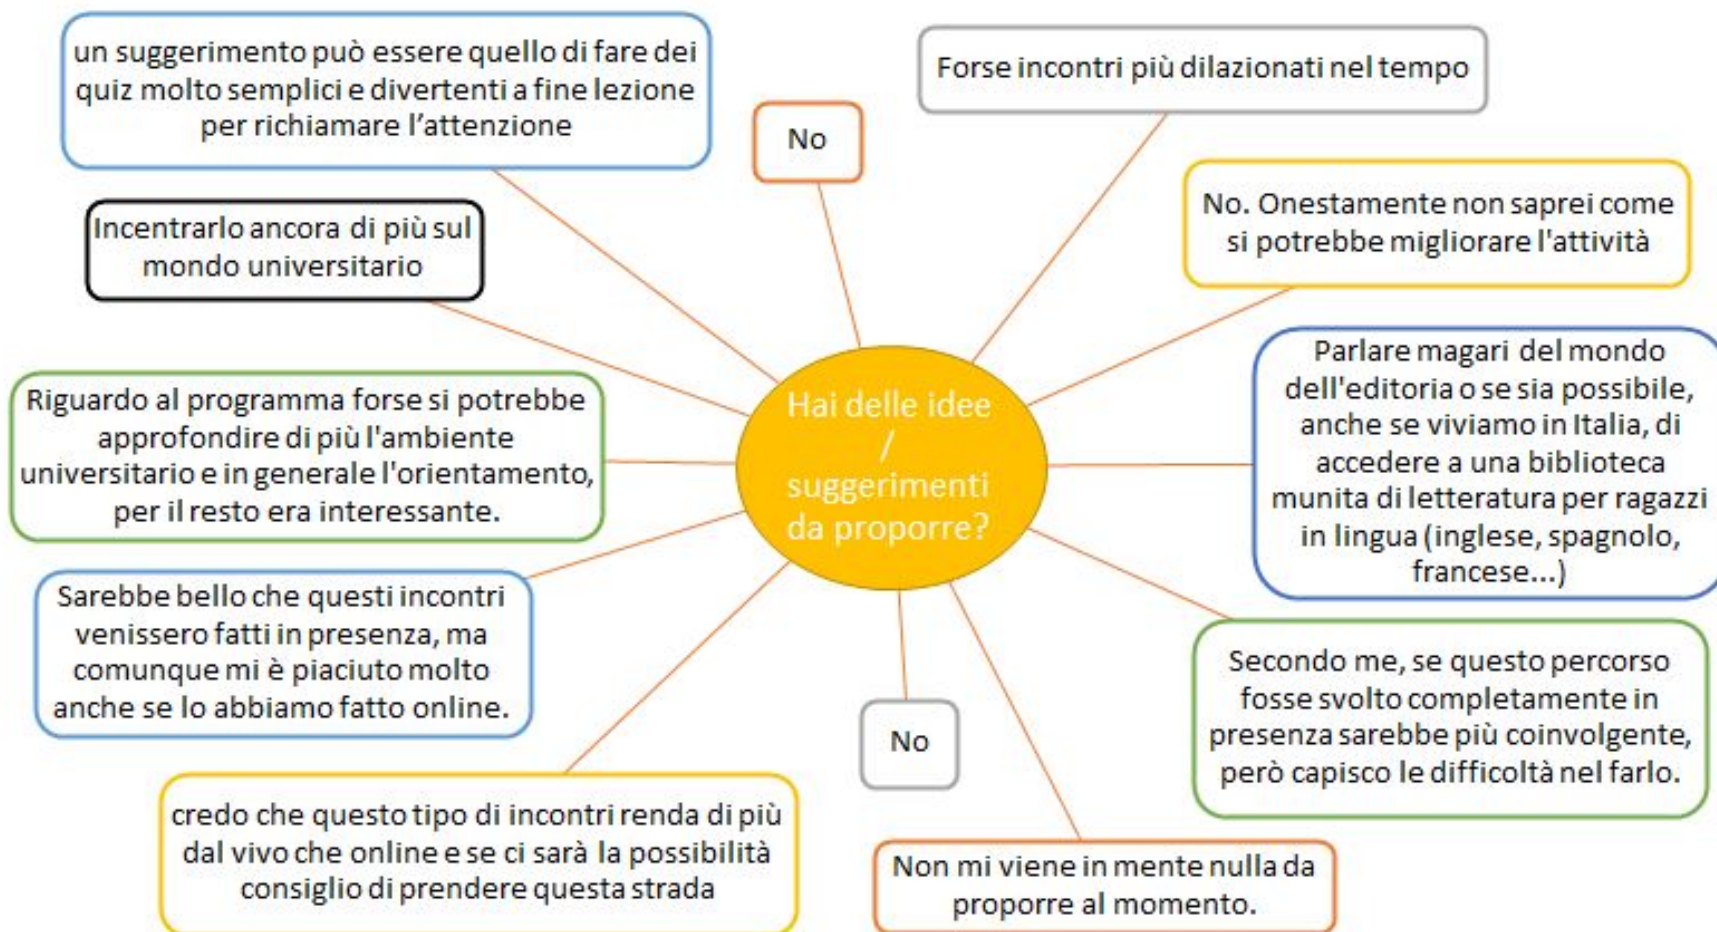 un suggerimento può essere quello di fare dei
quiz molto semplici e divertenti a fine lezione
per richiamare l’attenzione
No
Forse incontri più dilazionati nel tempo
No. Onestamente non saprei come
si potrebbe migliorare l'attività
Incentrarlo ancora di più sul
mondo universitario
Hai delle idee
/
suggerimenti
da proporre?
Parlare magari del mondo
dell'editoria o se sia possibile,
anche se viviamo in Italia, di
accedere a una biblioteca
munita di letteratura per ragazzi
in lingua (inglese, spagnolo,
francese...)
Riguardo al programma forse si potrebbe
approfondire di più l'ambiente
universitario e in generale l'orientamento,
per il resto era interessante.
Sarebbe bello che questi incontri
venissero fatti in presenza, ma
comunque mi è piaciuto molto
anche se lo abbiamo fatto online.
Secondo me, se questo percorso
fosse svolto completamente in
presenza sarebbe più coinvolgente,
però capisco le difficoltà nel farlo.
No
credo che questo tipo di incontri renda di più
dal vivo che online e se ci sarà la possibilità
consiglio di prendere questa strada
Non mi viene in mente nulla da
proporre al momento.